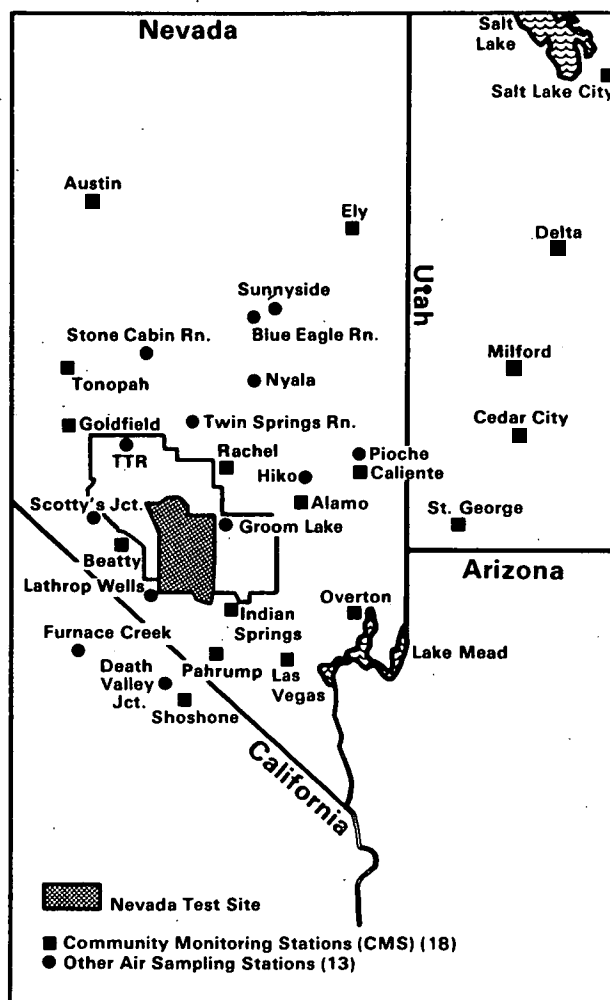 Nevada
Salt
Lake
Salt Lake City
Austin
Ely
Delta
Utah
Sunnyside
Stone Cabin Rn.
Blue Eagle Rn.
Milford
Tonopah
Nyala
Cedar City
Goldfield
Twin Springs Rn.
TTR
Rachel
Pioche
Hiko
Caliente
Scotty's Jct.
Alamo
St. George
Groom Lake
Beatty
Arizona
Lathrop Wells
Overton
Indian
Springs
Furnace Creek
Lake Mead
Death
Valley
Jct.
Pahrump
Las
Vegas
Shoshone
California
Nevada Test Site
Community Monitoring Stations (CMS) (18)
Other Air Sampling Stations (13)